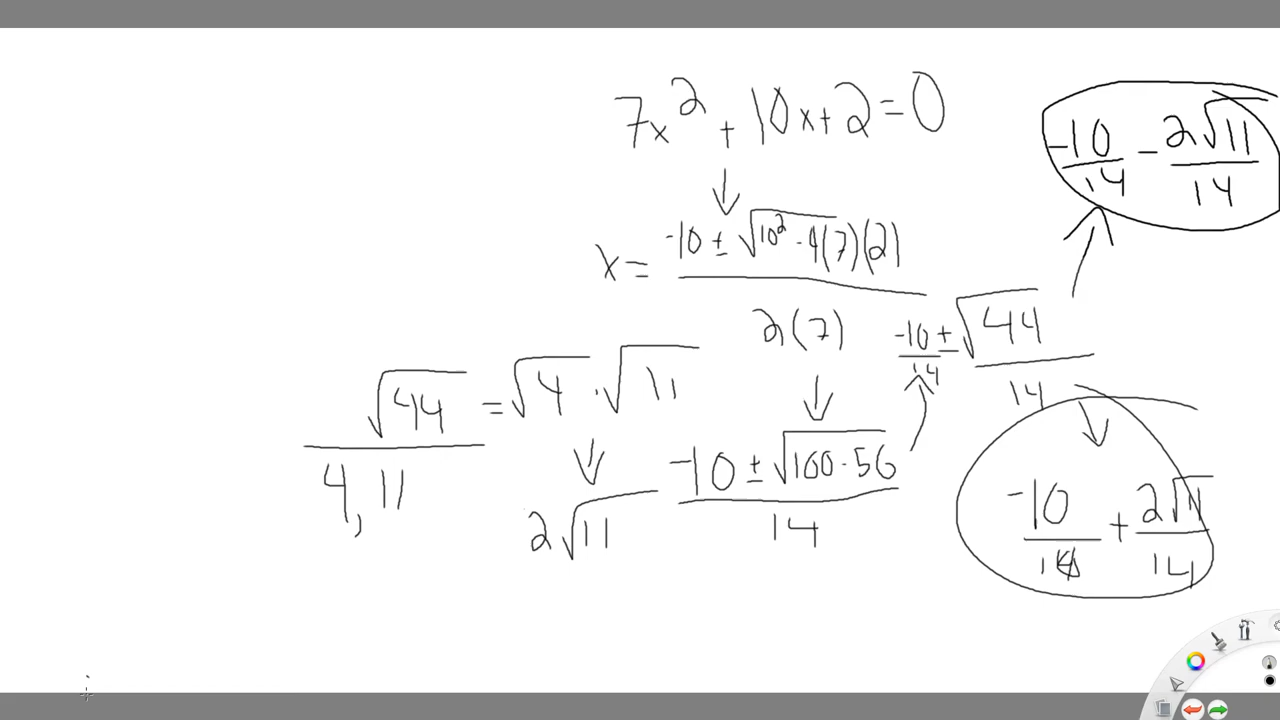 7x² + 10x + 2 = 0
x = (-10 ± √(10² - 4(7)(2))) / 2(7)
(-10 ± √(100 - 56)) / 14
-10/14 ± √44/14
√44 = √4 · √11
4, 11
2√11
-10/14 - 2√11/14
-10/14 + 2√11/14